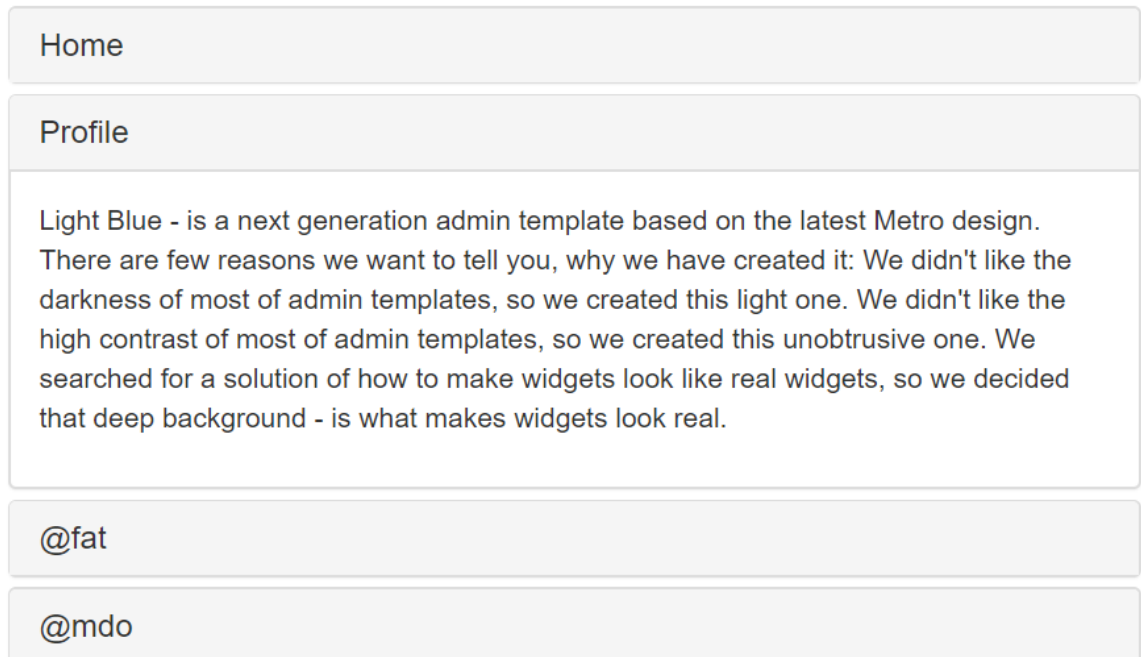 Home
Profile
Light Blue - is a next generation admin template based on the latest Metro design.
There are few reasons we want to tell you, why we have created it: We didn't like the
darkness of most of admin templates, so we created this light one. We didn't like the
high contrast of most of admin templates, so we created this unobtrusive one. We
searched for a solution of how to make widgets look like real widgets, so we decided
that deep background - is what makes widgets look real.
@fat
@mdo